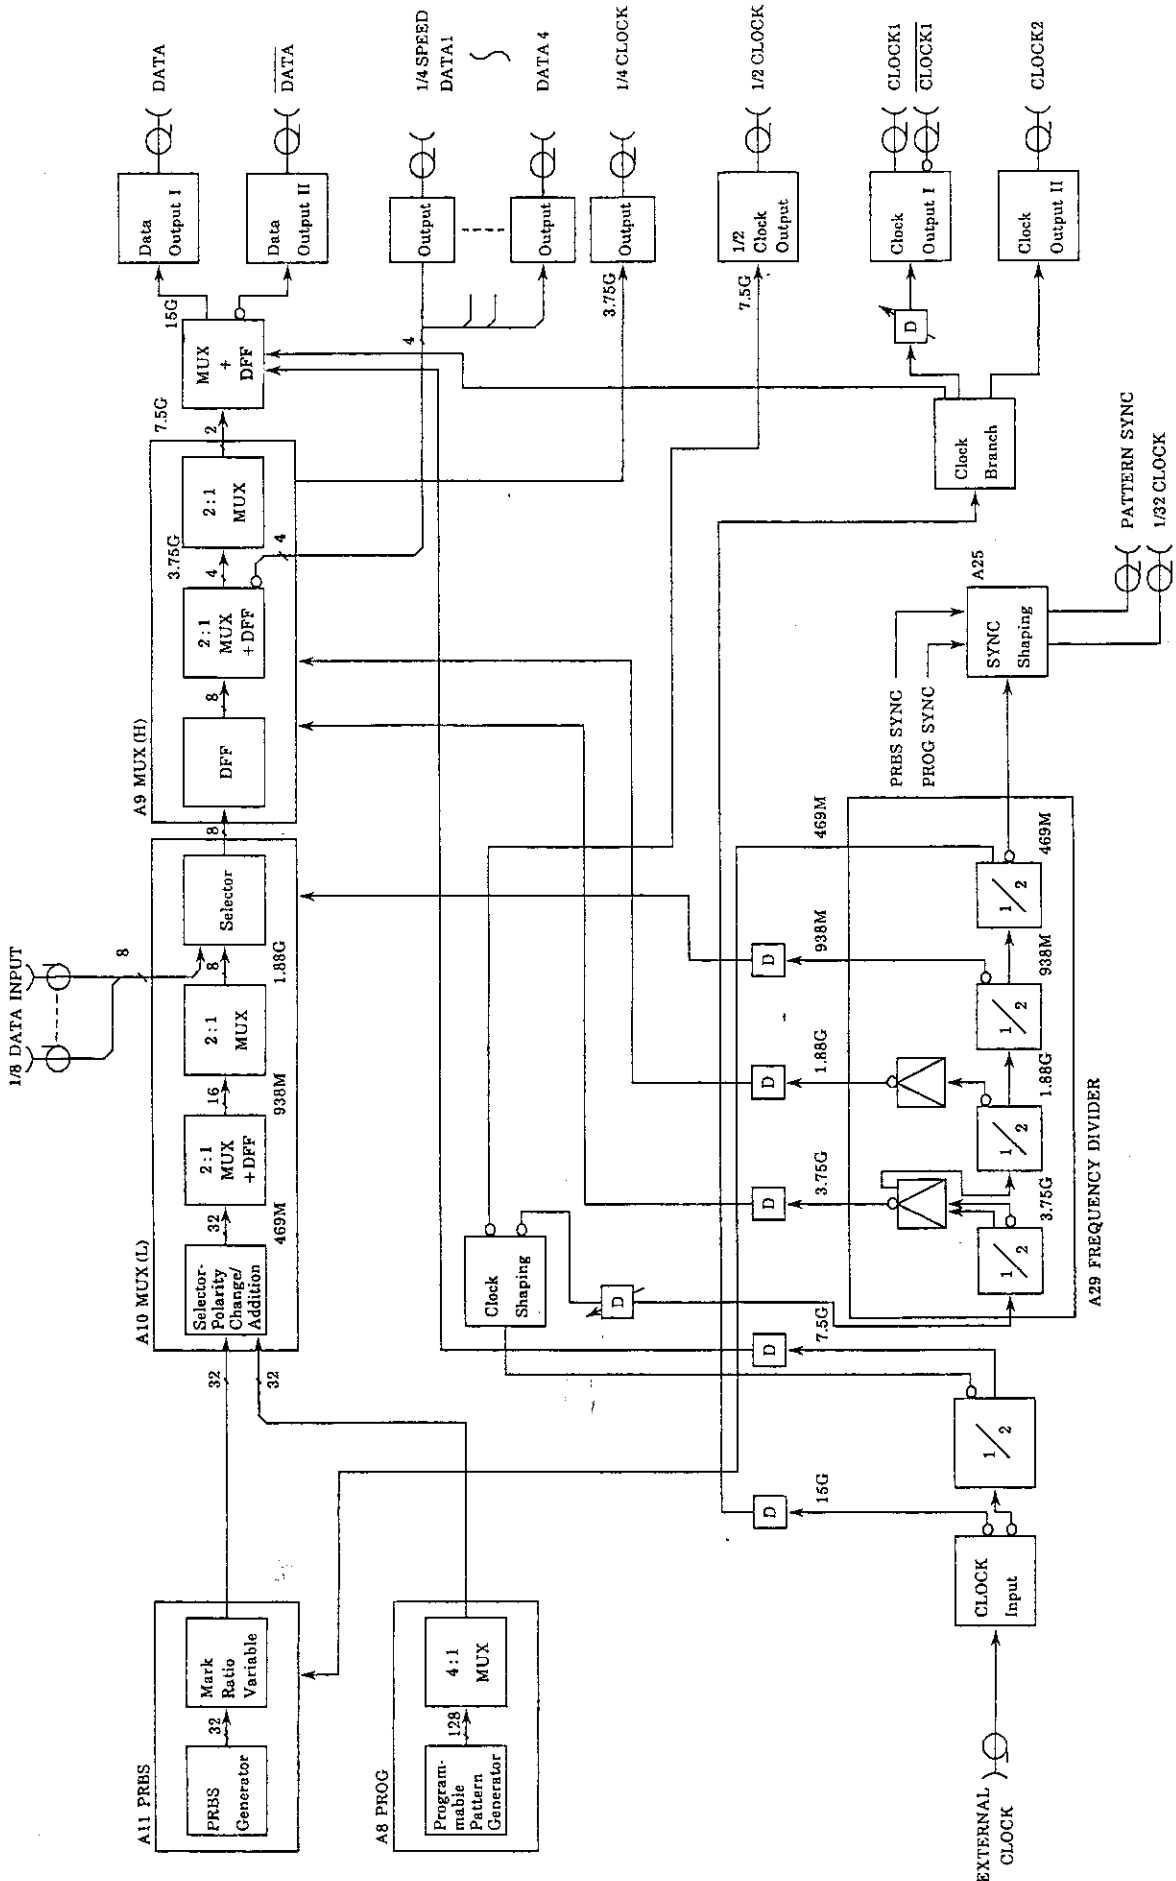 1/8 DATA INPUT
8
A11 PRBS
PRBS
Generator
32
Mark
Ratio
Variable
32
A8 PROG
Program-
mable
Pattern
Generator
128
4:1
MUX
32
A10 MUX (L)
Selector-
Polarity
Change/
Addition
32
469M
2:1
MUX
+DFF
16
938M
2:1
MUX
8
1.88G
Selector
8
A9 MUX (H)
DFF
8
2:1
MUX
+DFF
4
3.75G
4
2:1
MUX
2
7.5G
MUX
+
DFF
15G
Data
Output I
DATA
Data
Output II
DATA
4
Output
1/4 SPEED
DATA1
Output
DATA 4
3.75G
Output
1/4 CLOCK
7.5G
1/2
Clock
Output
1/2 CLOCK
Clock
Branch
D
Clock
Output I
CLOCK1
CLOCK1
Clock
Output II
CLOCK2
Clock
Shaping
D
7.5G
D
D
3.75G
D
1.88G
D
938M
469M
D
15G
EXTERNAL
CLOCK
CLOCK
Input
1/2
A29 FREQUENCY DIVIDER
1/2
3.75G
1/2
1.88G
1/2
938M
1/2
469M
PRBS SYNC
PROG SYNC
A25
SYNC
Shaping
PATTERN SYNC
1/32 CLOCK